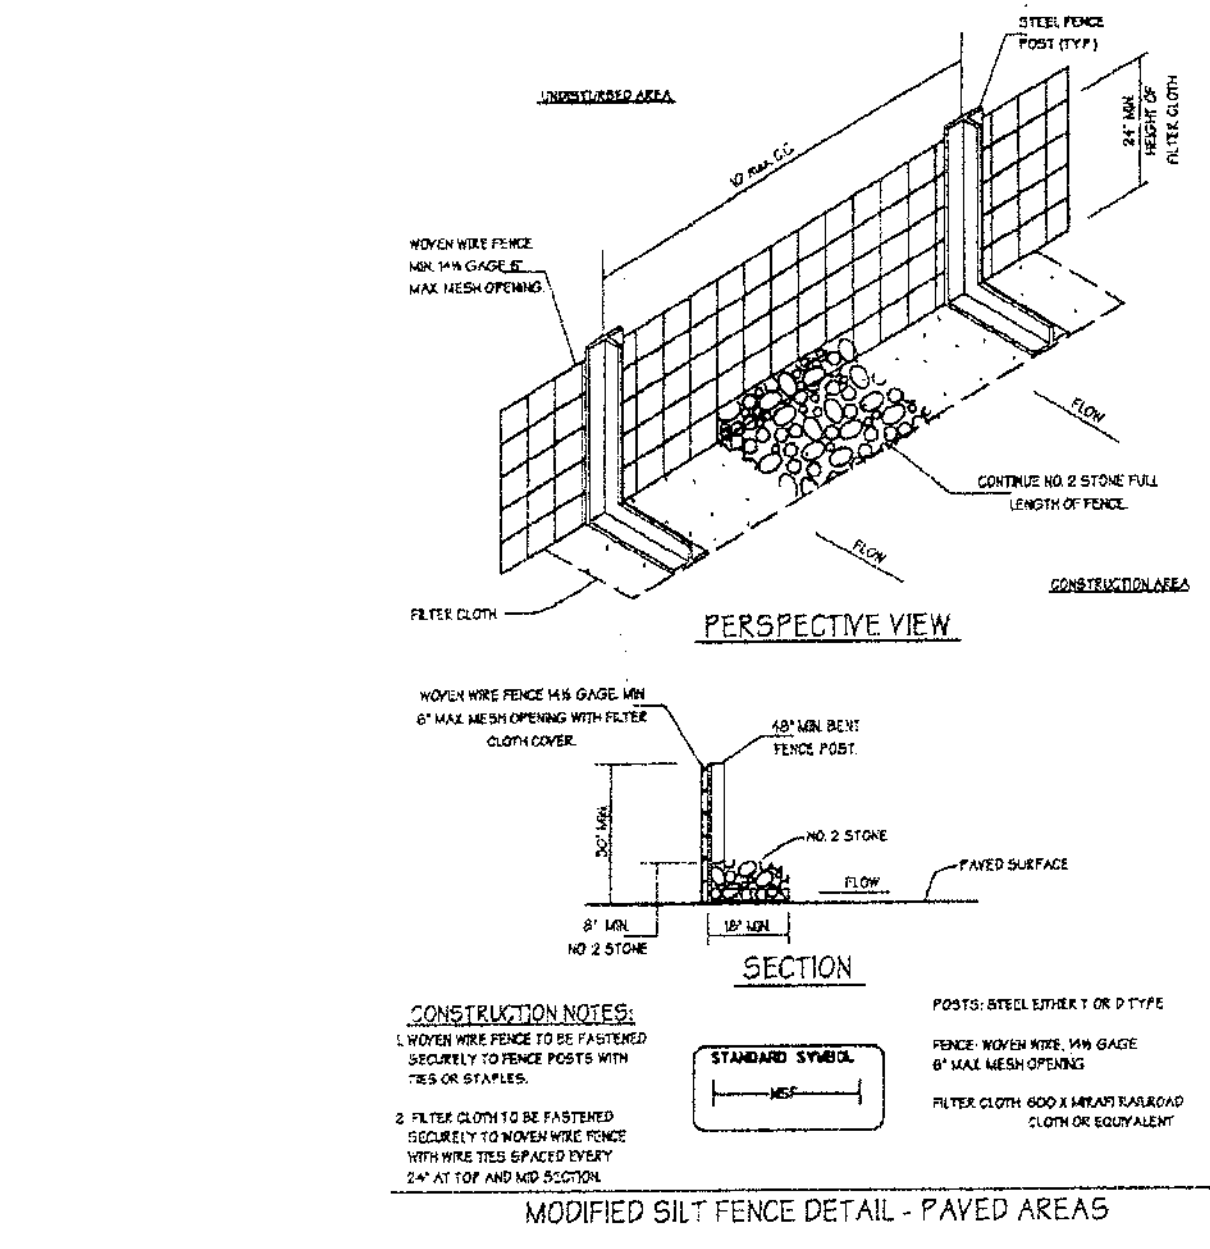 STEEL FENCE
POST (TYP.)
UNDISTURBED AREA
24" MIN.
HEIGHT OF
FILTER CLOTH
10' max. C.C.
WOVEN WIRE FENCE
MIN. 14½ GAGE 6"
MAX. MESH OPENING.
FLOW
CONTINUE NO. 2 STONE FULL
LENGTH OF FENCE.
FLOW
CONSTRUCTION AREA
FILTER CLOTH
PERSPECTIVE VIEW
WOVEN WIRE FENCE 14½ GAGE. MIN
6" MAX. MESH OPENING WITH FILTER
CLOTH COVER.
48" MIN. BENT
FENCE POST.
30" MIN.
NO. 2 STONE
PAVED SURFACE
FLOW
8" MIN.
NO. 2 STONE
18" MIN.
SECTION
CONSTRUCTION NOTES:
1. WOVEN WIRE FENCE TO BE FASTENED
SECURELY TO FENCE POSTS WITH
TIES OR STAPLES.
2. FILTER CLOTH TO BE FASTENED
SECURELY TO WOVEN WIRE FENCE
WITH WIRE TIES SPACED EVERY
24" AT TOP AND MID SECTION.
STANDARD SYMBOL
MSF
POSTS: STEEL EITHER T OR D TYPE
FENCE: WOVEN WIRE, 14½ GAGE
6" MAX. MESH OPENING
FILTER CLOTH: 600 X MIRAFI RAILROAD
CLOTH OR EQUIVALENT
MODIFIED SILT FENCE DETAIL - PAVED AREAS